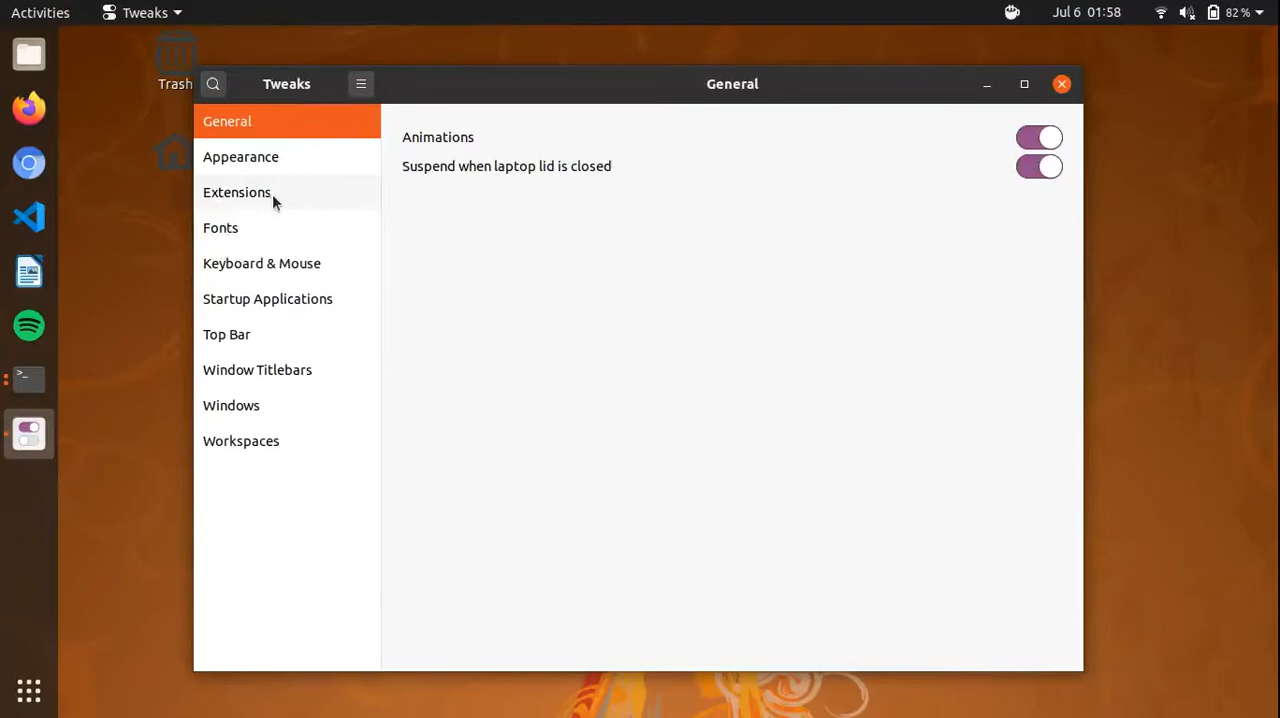 Activities
Tweaks
Jul 6 01:58
82 %
Trash
Tweaks
General
General
Appearance
Extensions
Fonts
Keyboard & Mouse
Startup Applications
Top Bar
Window Titlebars
Windows
Workspaces
Animations
Suspend when laptop lid is closed